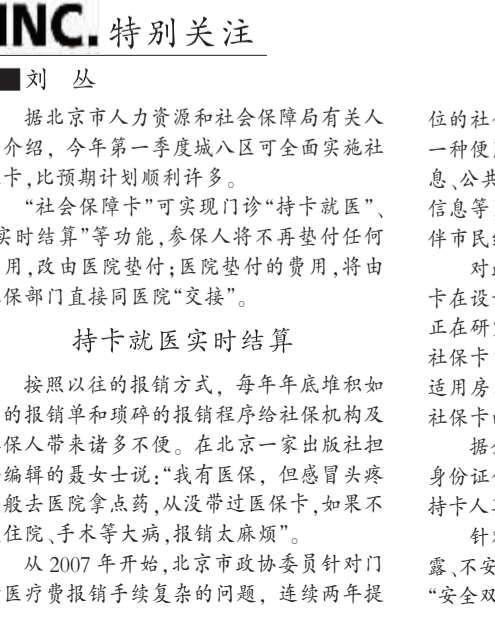 INC. 特别关注
■刘 丛
据北京市人力资源和社会保障局有关人
介绍，今年第一季度城八区可全面实施社
卡，比预期计划顺利许多。
“社会保障卡”可实现门诊“持卡就医”、
实时结算”等功能，参保人将不再垫付任何
用，改由医院垫付；医院垫付的费用，将由
保部门直接同医院“交接”。
持卡就医实时结算
按照以往的报销方式，每年年底堆积如
的报销单和琐碎的报销程序给社保机构及
保人带来诸多不便。在北京一家出版社担
编辑的聂女士说：“我有医保，但感冒头疼
般去医院拿点药，从没带过医保卡，如果不
住院、手术等大病，报销太麻烦”。
从 2007 年开始，北京市政协委员针对门
医疗费报销手续复杂的问题，连续两年提
位的社
一种便
息、公共
信息等
伴市民
对
卡在设
正在研
社保卡
适用房
社保卡
据
身份证
持卡人
针
露、不安
“安全双